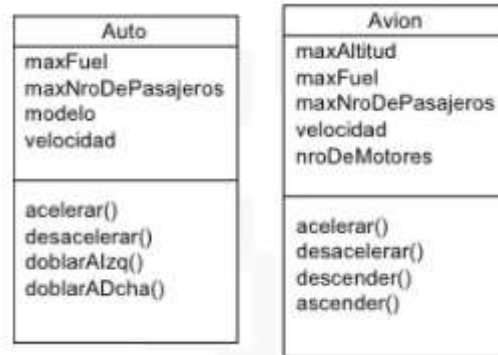 Auto
maxFuel
maxNroDePasajeros
modelo
velocidad
acelerar()
desacelerar()
doblarAIzq()
doblarADcha()
Avion
maxAltitud
maxFuel
maxNroDePasajeros
velocidad
nroDeMotores
acelerar()
desacelerar()
descender()
ascender()